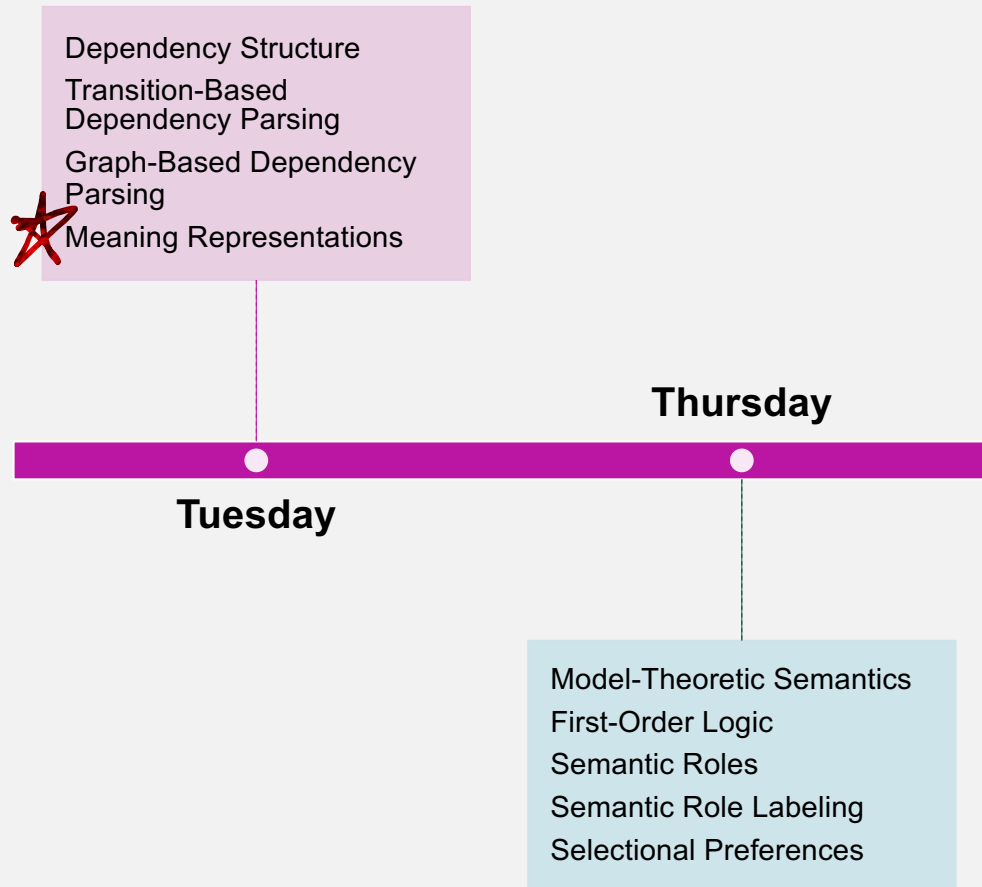 Dependency Structure
Transition-Based
Dependency Parsing
Graph-Based Dependency
Parsing
Meaning Representations
Thursday
Tuesday
Model-Theoretic Semantics
First-Order Logic
Semantic Roles
Semantic Role Labeling
Selectional Preferences